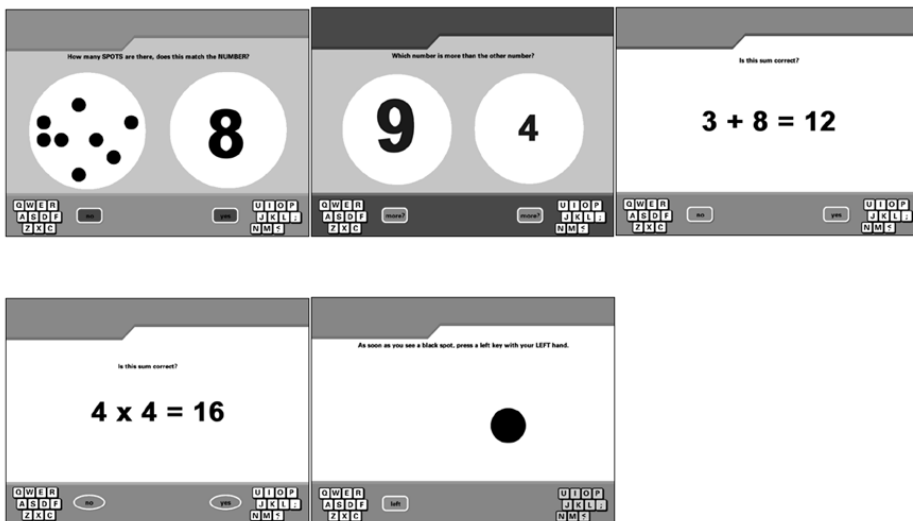 How many SPOTS are there, does this match the NUMBER?
8
Q W E R
A S D F
Z X C
no
yes
U I O P
J K L ;
N M <
Which number is more than the other number?
9 4
Q W E R
A S D F
Z X C
more?
more?
U I O P
J K L ;
N M <
Is this sum correct?
3 + 8 = 12
Q W E R
A S D F
Z X C
no
yes
U I O P
J K L ;
N M <
Is this sum correct?
4 x 4 = 16
Q W E R
A S D F
Z X C
no
yes
U I O P
J K L ;
N M <
As soon as you see a black spot, press a left key with your LEFT hand.
Q W E R
A S D F
Z X C
left
U I O P
J K L ;
N M <